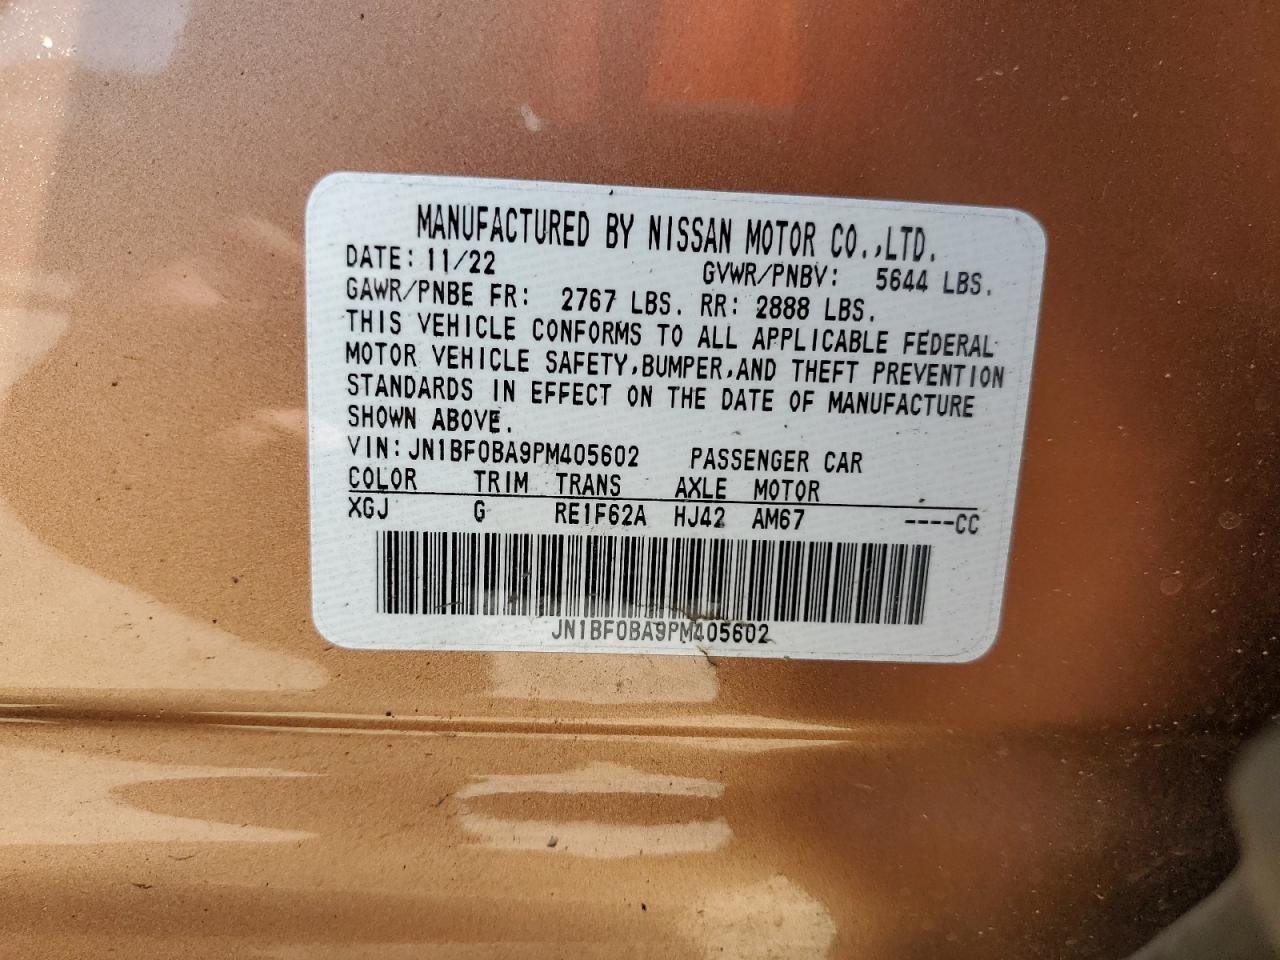 MANUFACTURED BY NISSAN MOTOR CO.,LTD.
DATE: 11/22 GVWR/PNBV: 5644 LBS.
GAWR/PNBE FR: 2767 LBS. RR: 2888 LBS.
THIS VEHICLE CONFORMS TO ALL APPLICABLE FEDERAL
MOTOR VEHICLE SAFETY,BUMPER,AND THEFT PREVENTION
STANDARDS IN EFFECT ON THE DATE OF MANUFACTURE
SHOWN ABOVE.
VIN:JN1BF0BA9PM405602 PASSENGER CAR
COLOR TRIM TRANS AXLE MOTOR
XGJ G RE1F62A HJ42 AM67 ----CC
JN1BF0BA9PM405602